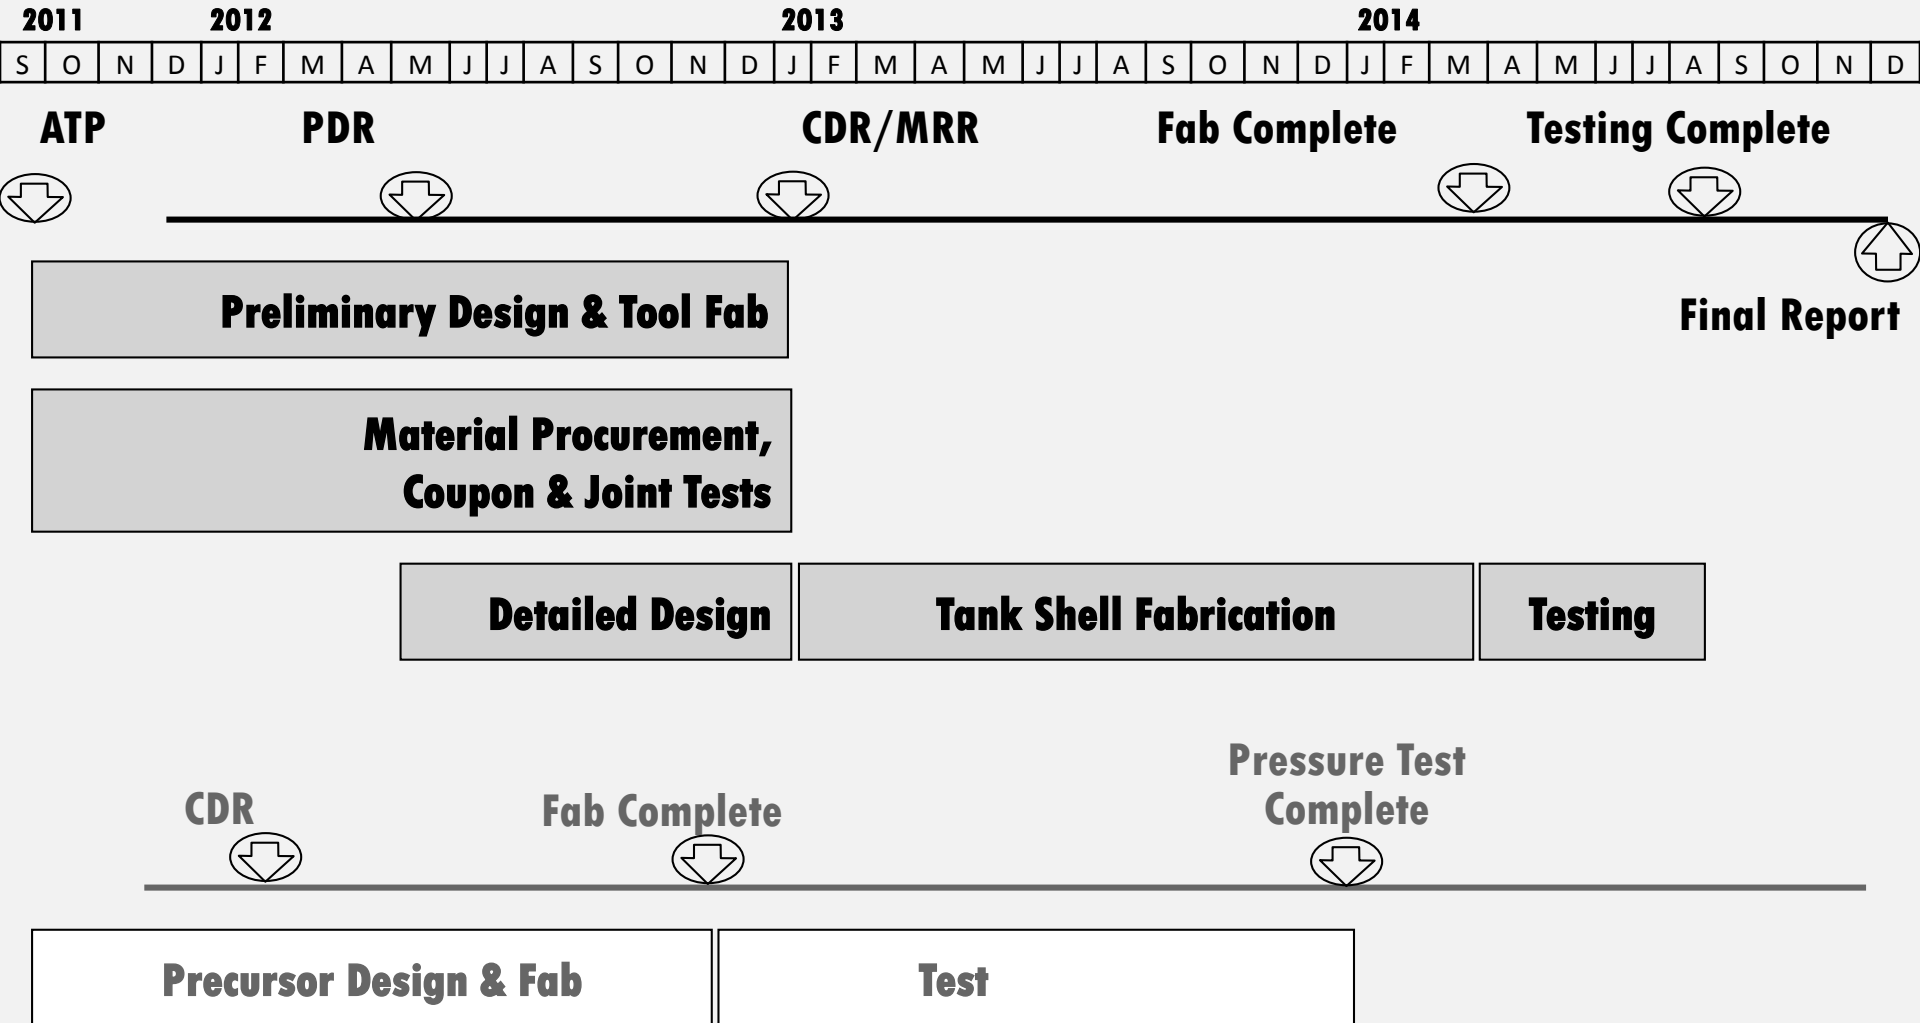 2011 2012 2013 2014
S O N D J F M A M J J A S O N D J F M A M J J A S O N D J F M A M J J A S O N D
ATP PDR CDR/MRR Fab Complete Testing Complete
Preliminary Design & Tool Fab
Final Report
Material Procurement,
Coupon & Joint Tests
Detailed Design Tank Shell Fabrication Testing
Pressure Test
Complete
CDR Fab Complete
Precursor Design & Fab Test